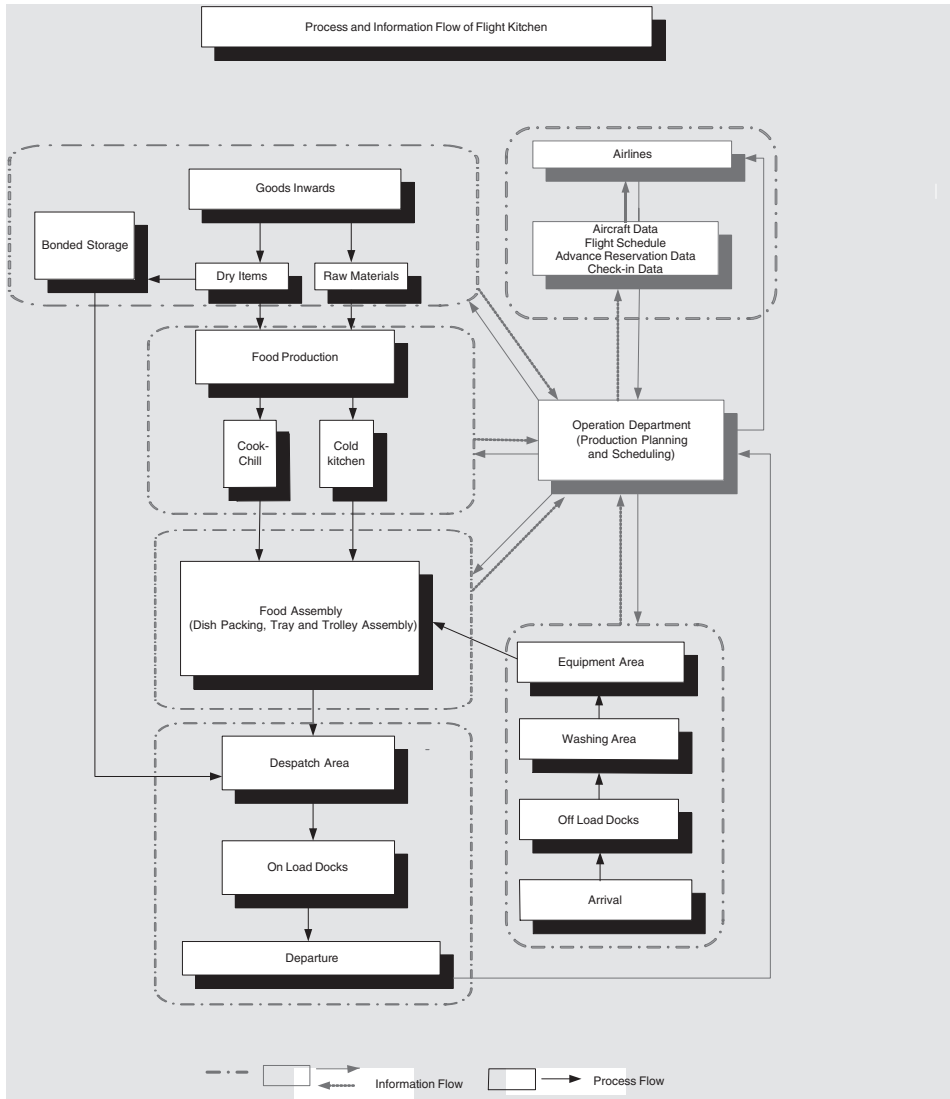 Process and Information Flow of Flight Kitchen
Airlines
Goods Inwards
Bonded Storage
Aircraft Data
Flight Schedule
Advance Reservation Data
Check-in Data
Dry Items
Raw Materials
Food Production
Operation Department
(Production Planning
and Scheduling)
Cook-
Chill
Cold
kitchen
Food Assembly
(Dish Packing, Tray and Trolley Assembly)
Equipment Area
Washing Area
Despatch Area
Off Load Docks
On Load Docks
Arrival
Departure
Information Flow
Process Flow